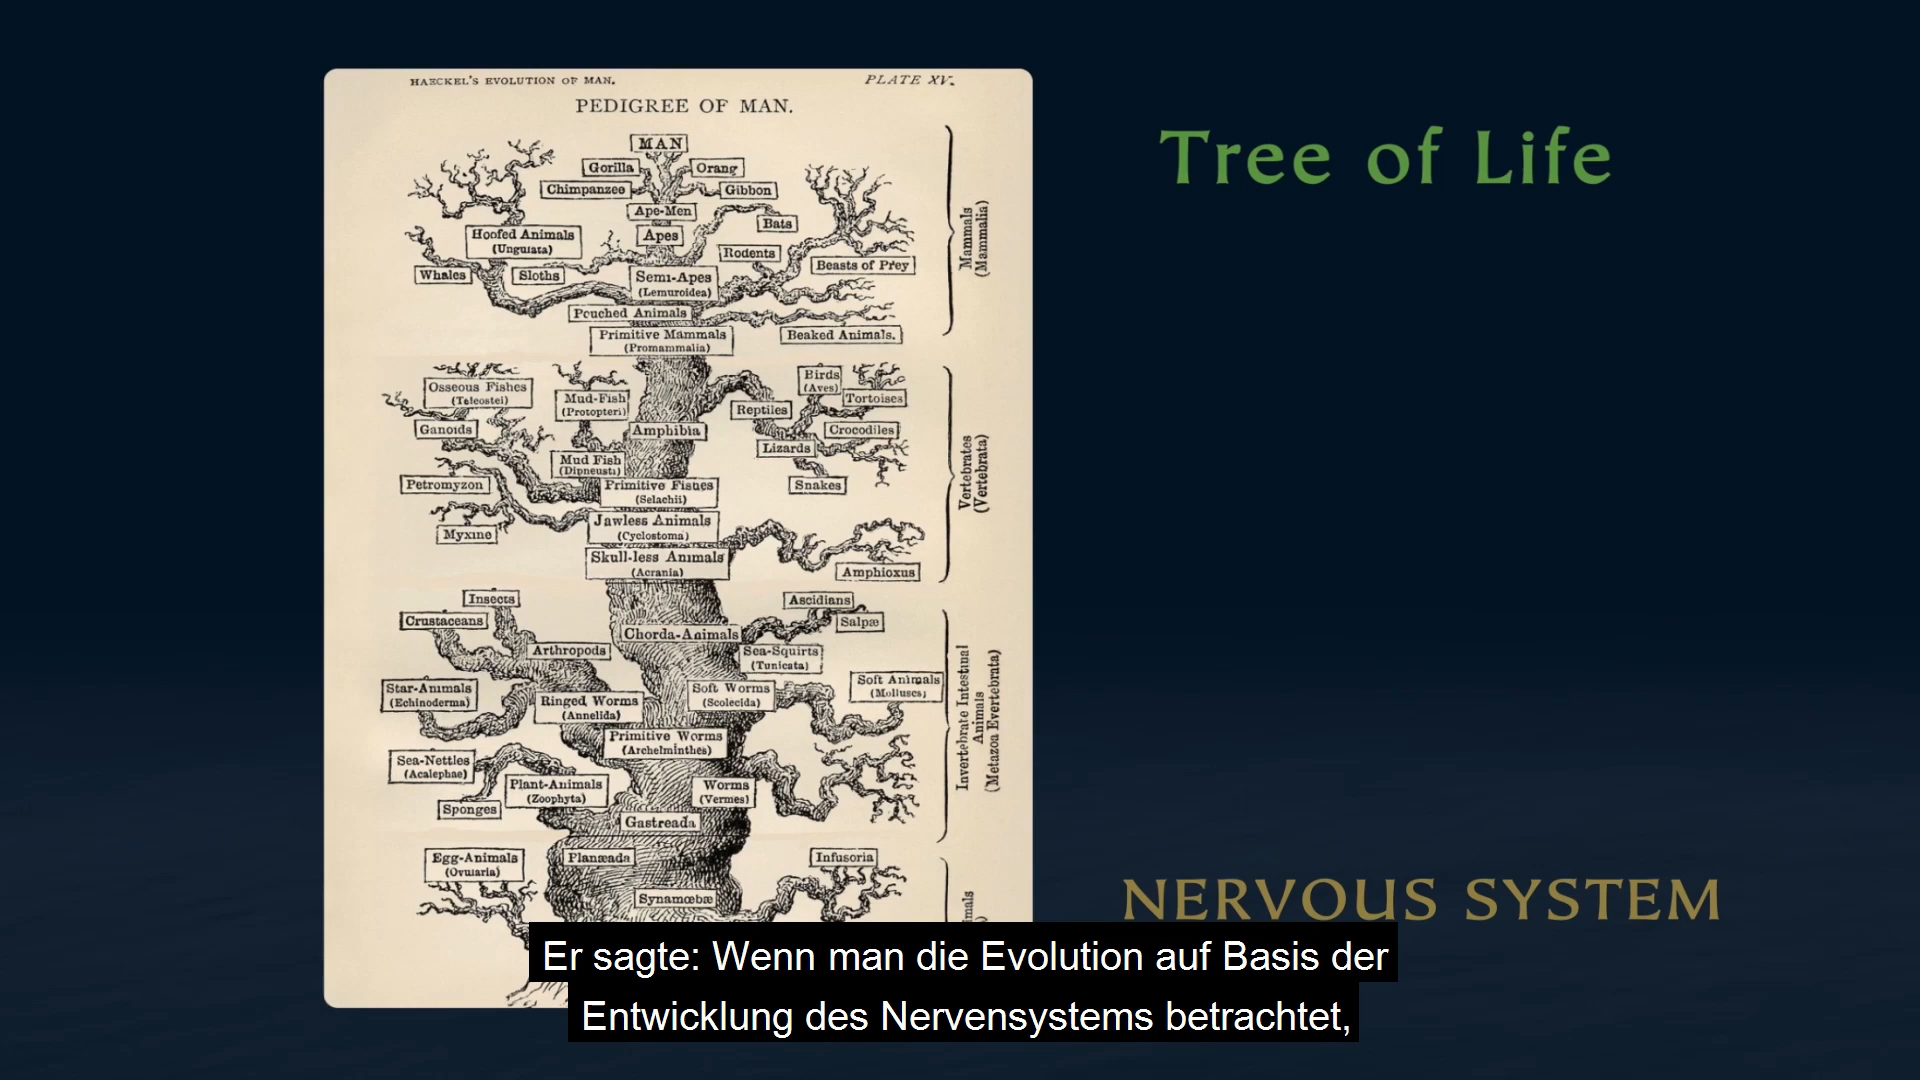 HAECKEL'S EVOLUTION OF MAN.
PLATE XV.
PEDIGREE OF MAN.
MAN
Gorilla
Orang
Chimpanzee
Gibbon
Ape-Men
Bats
Apes
Hoofed Animals
(Ungulata)
Rodents
Beasts of Prey
Whales
Sloths
Semi-Apes
(Lemuroidea)
Pouched Animals
Primitive Mammals
(Promammalia)
Beaked Animals.
Mammals
(Mammalia)
Osseous Fishes
(Teleostei)
Mud-Fish
(Protopteri)
Birds
(Aves)
Tortoises
Reptiles
Ganoids
Amphibia
Crocodiles
Lizards
Mud Fish
(Dipneusti)
Petromyzon
Primitive Fishes
(Selachii)
Snakes
Jawless Animals
(Cyclostoma)
Myxine
Skull-less Animals
(Acrania)
Amphioxus
Vertebrates
(Vertebrata)
Insects
Ascidians
Crustaceans
Salpæ
Chorda-Animals
Arthropods
Sea-Squirts
(Tunicata)
Star-Animals
(Echinoderma)
Ringed Worms
(Annelida)
Soft Worms
(Scolecida)
Soft Animals
(Molluscs)
Primitive Worms
(Archelminthes)
Sea-Nettles
(Acalephae)
Plant-Animals
(Zoophyta)
Worms
(Vermes)
Sponges
Gastreada
Invertebrate Intestinal
Animals
(Metazoa Evertebrata)
Egg-Animals
(Ovularia)
Planæada
Infusoria
Synamœbæ
imals
Tree of Life
NERVOUS SYSTEM
Er sagte: Wenn man die Evolution auf Basis der
Entwicklung des Nervensystems betrachtet,